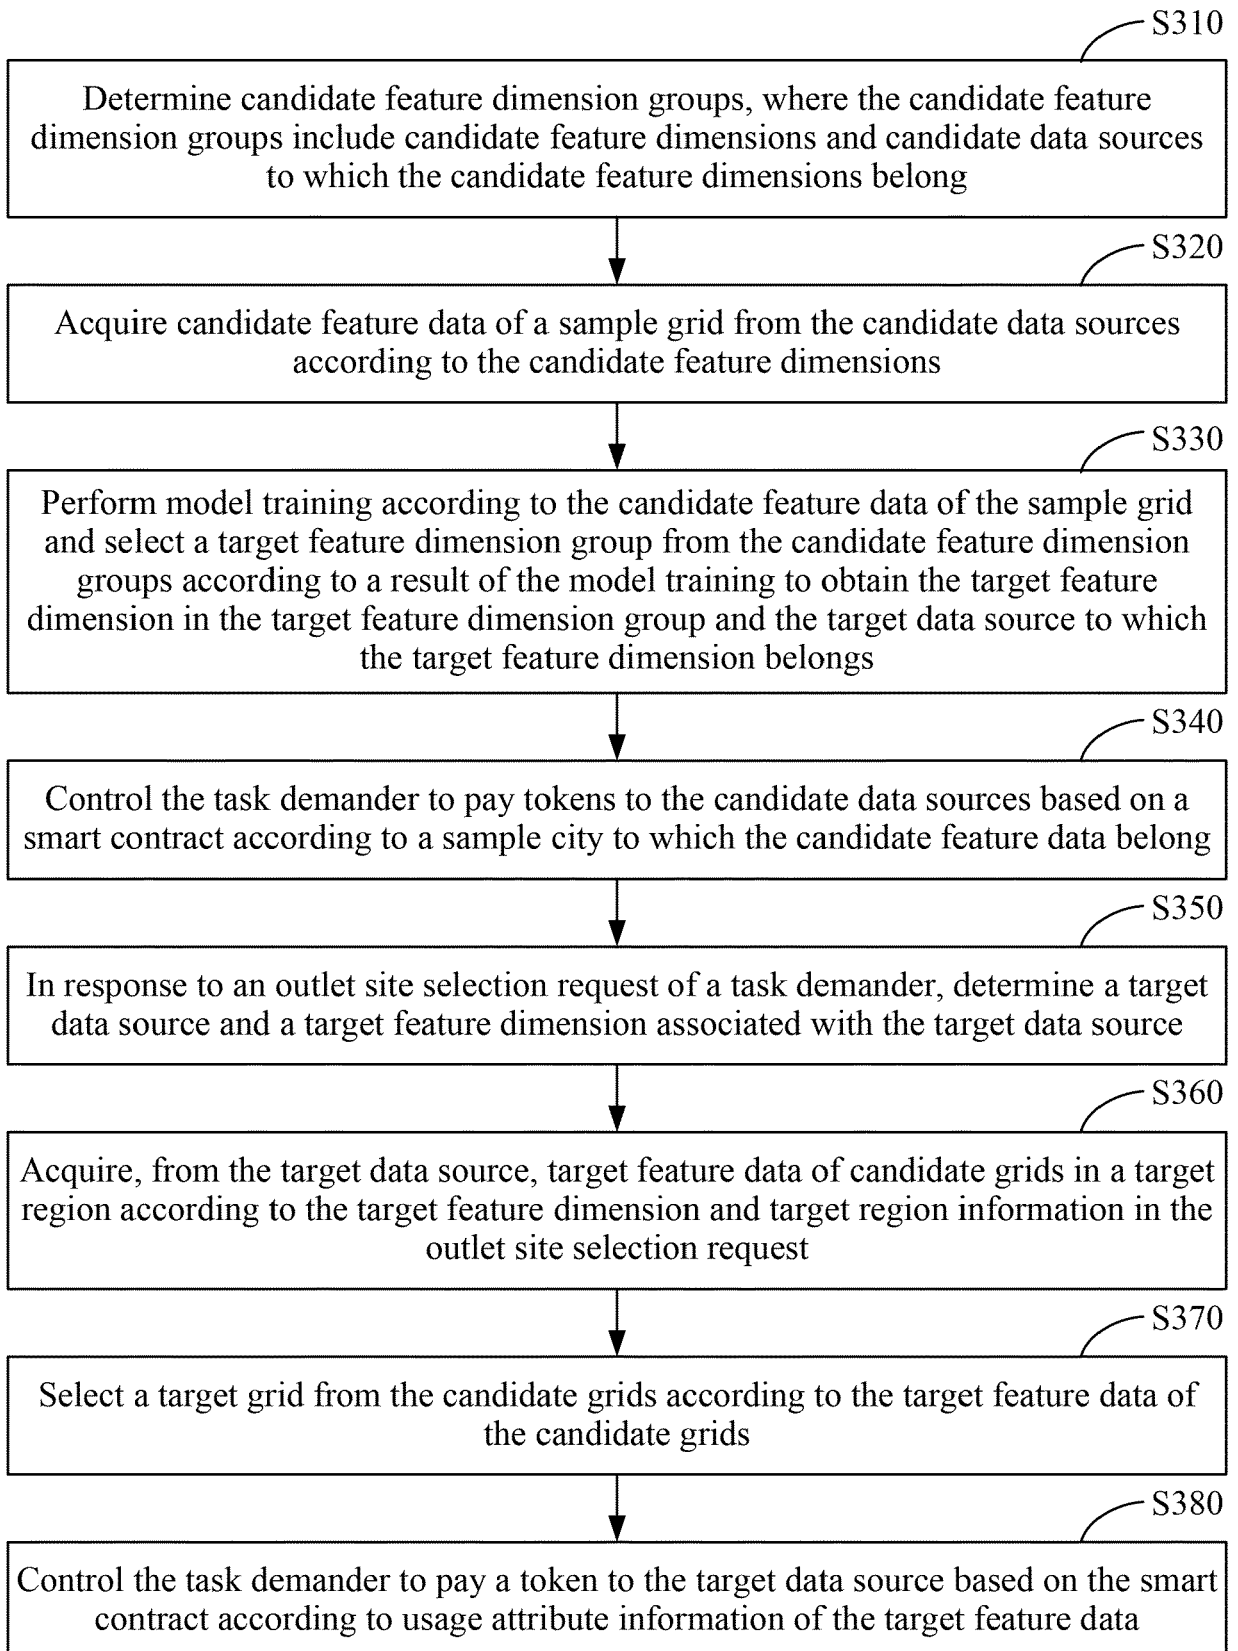 S310
Determine candidate feature dimension groups, where the candidate feature
dimension groups include candidate feature dimensions and candidate data sources
to which the candidate feature dimensions belong
S320
Acquire candidate feature data of a sample grid from the candidate data sources
according to the candidate feature dimensions
S330
Perform model training according to the candidate feature data of the sample grid
and select a target feature dimension group from the candidate feature dimension
groups according to a result of the model training to obtain the target feature
dimension in the target feature dimension group and the target data source to which
the target feature dimension belongs
S340
Control the task demander to pay tokens to the candidate data sources based on a
smart contract according to a sample city to which the candidate feature data belong
S350
In response to an outlet site selection request of a task demander, determine a target
data source and a target feature dimension associated with the target data source
S360
Acquire, from the target data source, target feature data of candidate grids in a target
region according to the target feature dimension and target region information in the
outlet site selection request
S370
Select a target grid from the candidate grids according to the target feature data of
the candidate grids
S380
Control the task demander to pay a token to the target data source based on the smart
contract according to usage attribute information of the target feature data